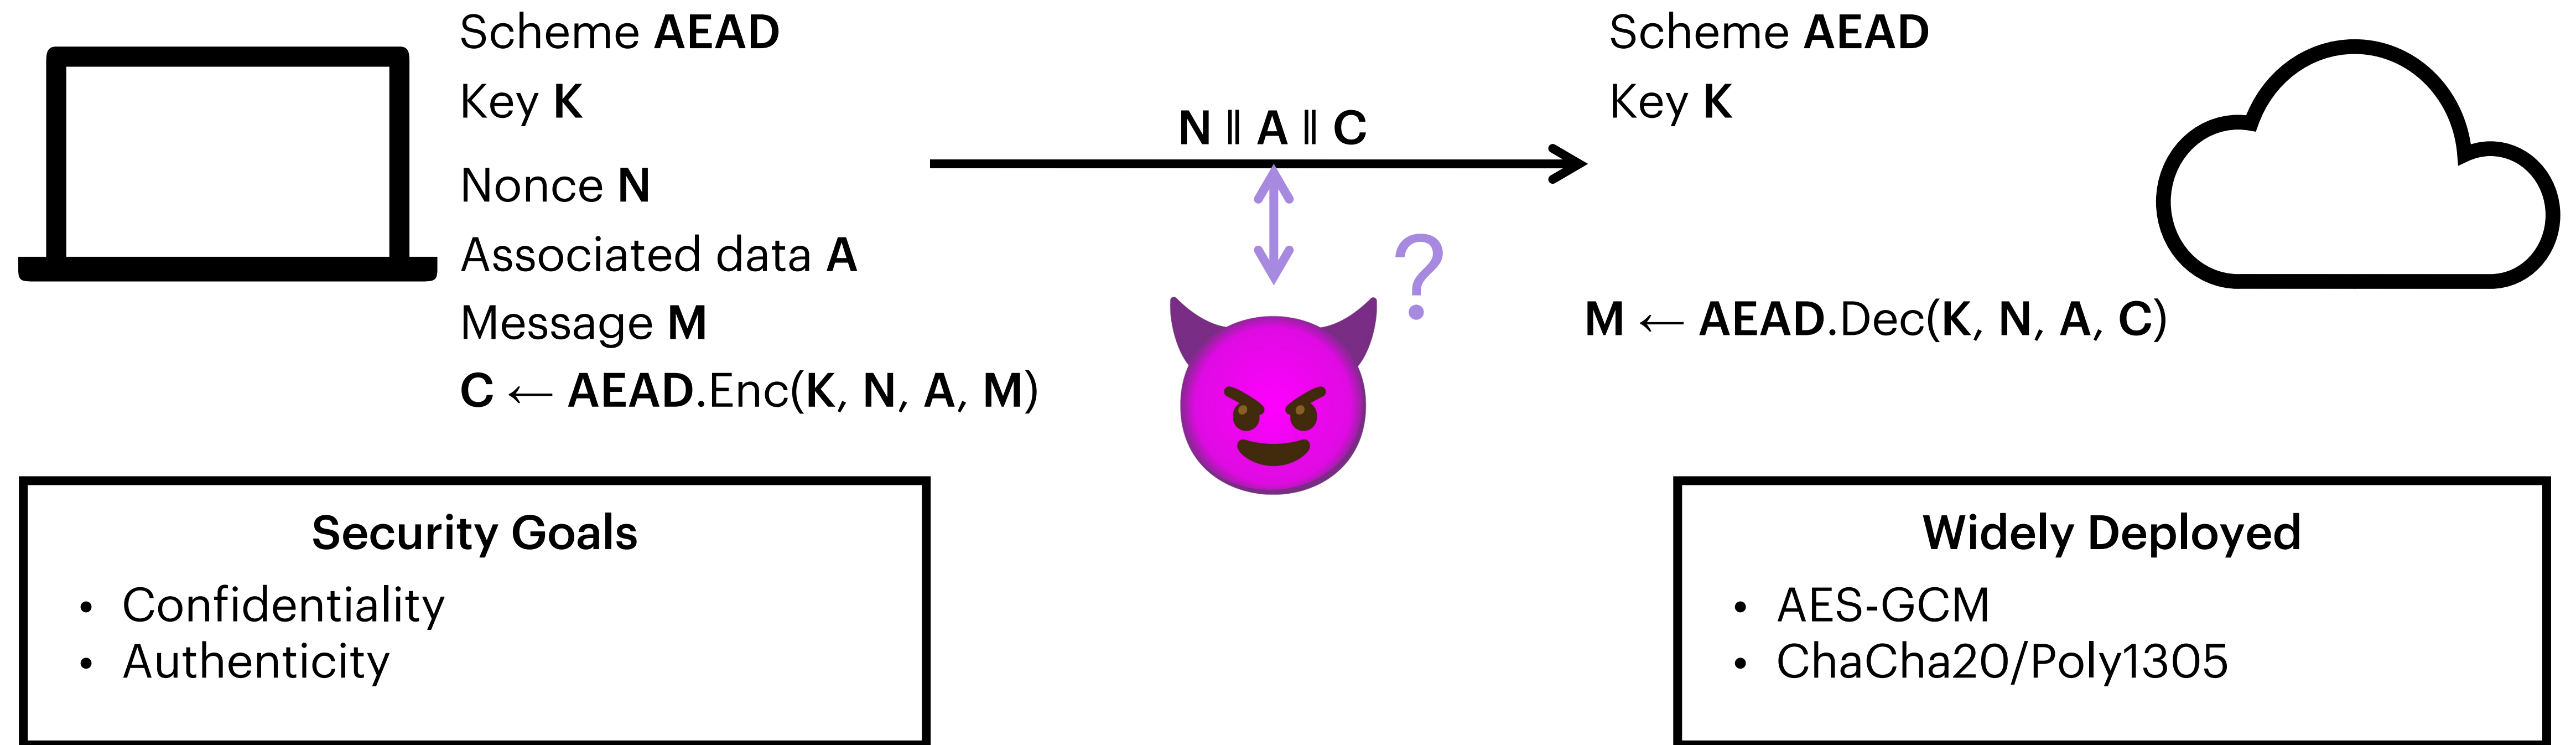 Scheme AEAD
Key K
Nonce N
Associated data A
Message M
C ← AEAD.Enc(K, N, A, M)
N ‖ A ‖ C
?
Scheme AEAD
Key K
M ← AEAD.Dec(K, N, A, C)
Security Goals
• Confidentiality
• Authenticity
Widely Deployed
• AES-GCM
• ChaCha20/Poly1305